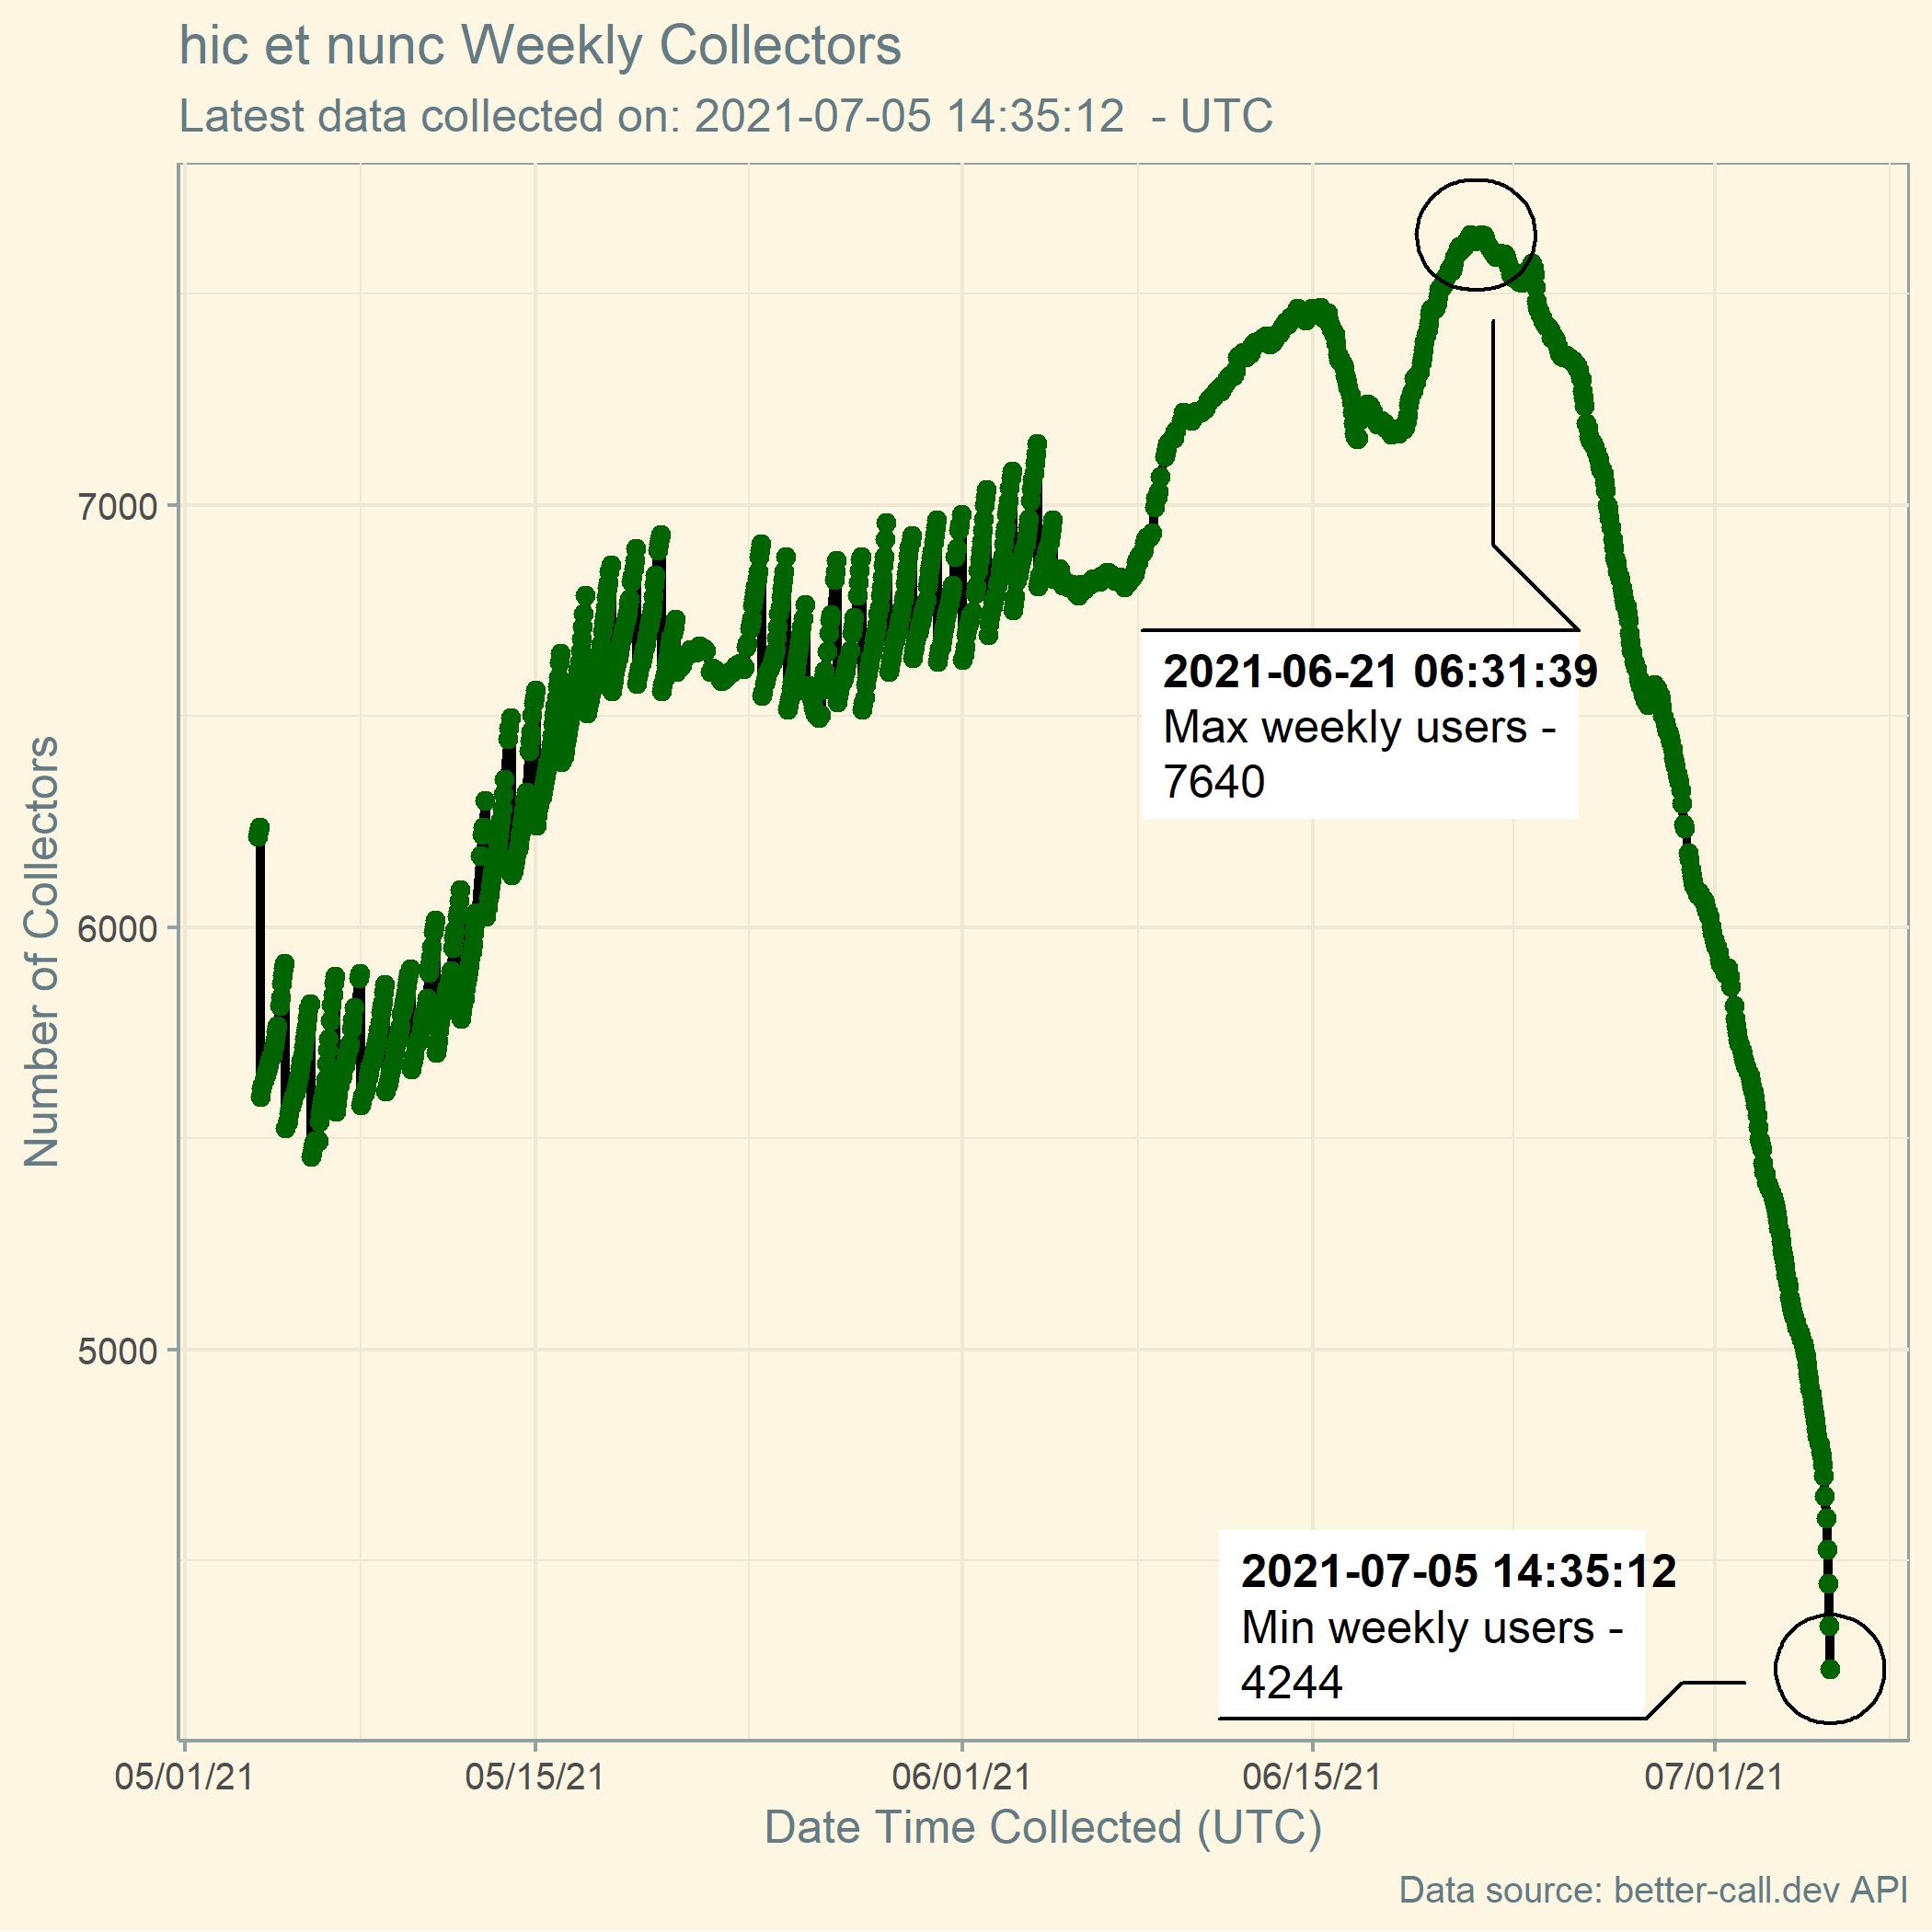 hic et nunc Weekly Collectors
Latest data collected on: 2021-07-05 14:35:12  - UTC
Number of Collectors
7000
6000
5000
2021-06-21 06:31:39
Max weekly users -
7640
2021-07-05 14:35:12
Min weekly users -
4244
05/01/21 05/15/21 06/01/21 06/15/21 07/01/21
Date Time Collected (UTC)
Data source: better-call.dev API